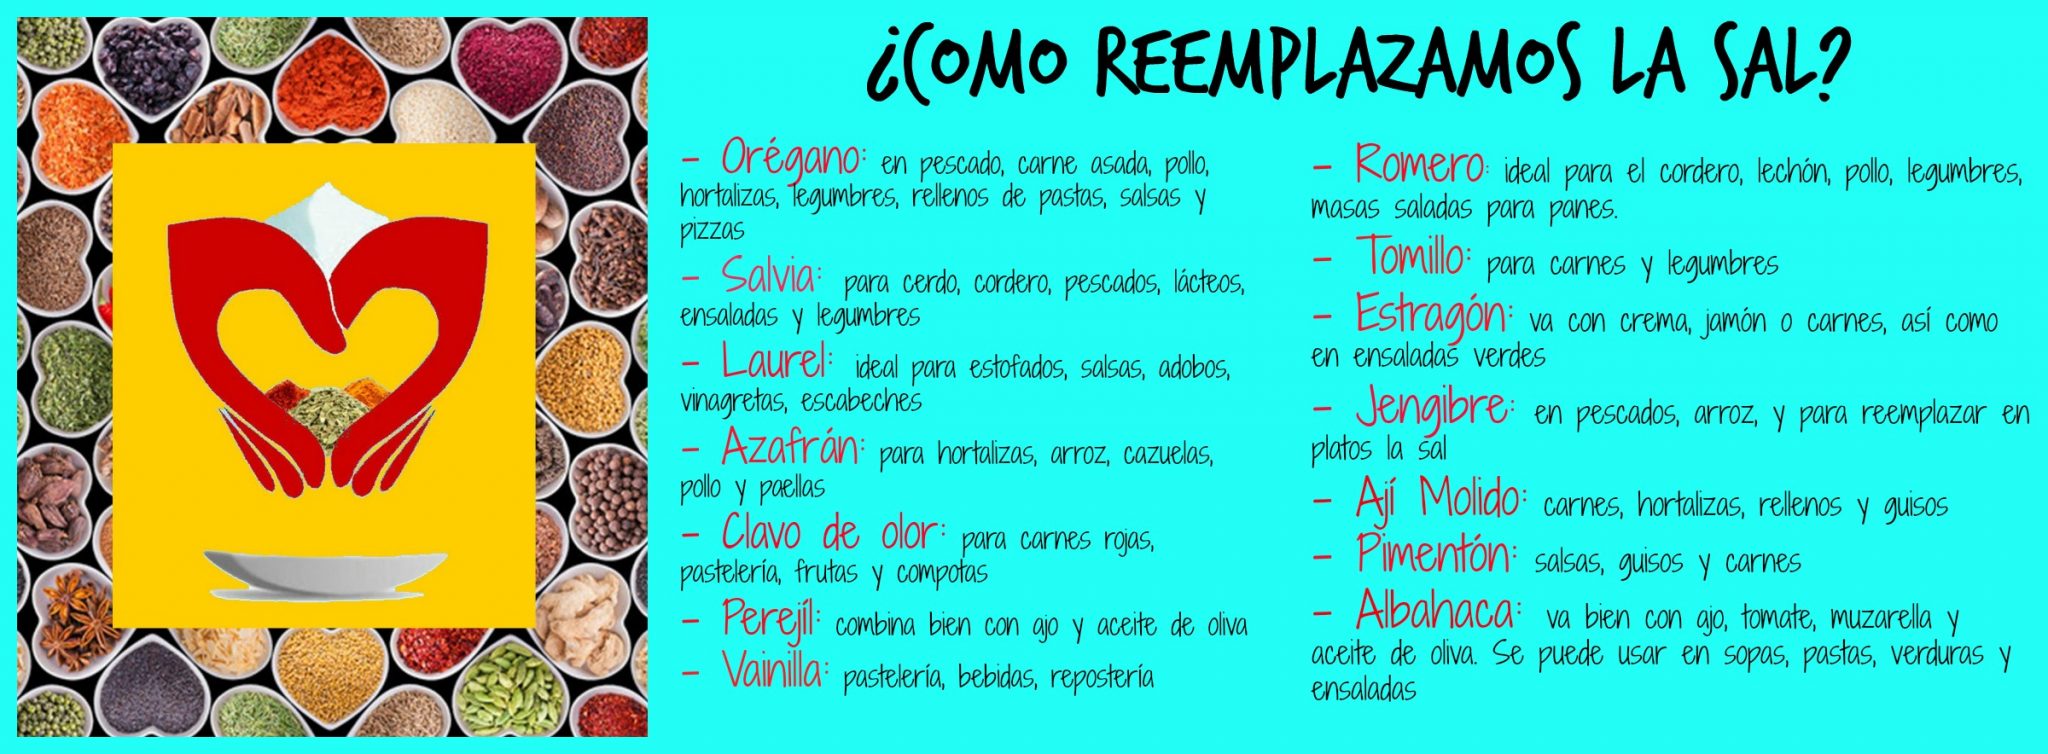 ¿COMO REEMPLAZAMOS LA SAL?
- Orégano: en pescado, carne asada, pollo,
hortalizas, legumbres, rellenos de pastas, salsas y
pizzas
- Salvia: para cerdo, cordero, pescados, lácteos,
ensaladas y legumbres
- Laurel: ideal para estofados, salsas, adobos,
vinagretas, escabeches
- Azafrán: para hortalizas, arroz, cazuelas,
pollo y paellas
- Clavo de olor: para carnes rojas,
pastelería, frutas y compotas
- Perejíl: combina bien con ajo y aceite de oliva
- Vainilla: pastelería, bebidas, repostería
- Romero: ideal para el cordero, lechón, pollo, legumbres,
masas saladas para panes.
- Tomillo: para carnes y legumbres
- Estragón: va con crema, jamón o carnes, así como
en ensaladas verdes
- Jengibre: en pescados, arroz, y para reemplazar en
platos la sal
- Ají Molido: carnes, hortalizas, rellenos y guisos
- Pimentón: salsas, guisos y carnes
- Albahaca: va bien con ajo, tomate, muzarella y
aceite de oliva. Se puede usar en sopas, pastas, verduras y
ensaladas